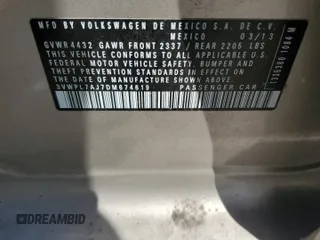 MFD BY VOLKSWAGEN DE MEXICO S.A. DE C.V.
MEXICO 03/13
GVWR 4432 GAWR FRONT 2337 / REAR 2205 LBS
THIS VEHICLE CONFORMS TO ALL APPLICABLE U.S.
FEDERAL MOTOR VEHICLE SAFETY, BUMPER AND
THEFT PREVENTION STANDARDS IN EFFECT ON THE
DATE OF MANUFACTURE SHOWN ABOVE.
3VWPL7AJ7DM674619 PASSENGER CAR
DREAMBID